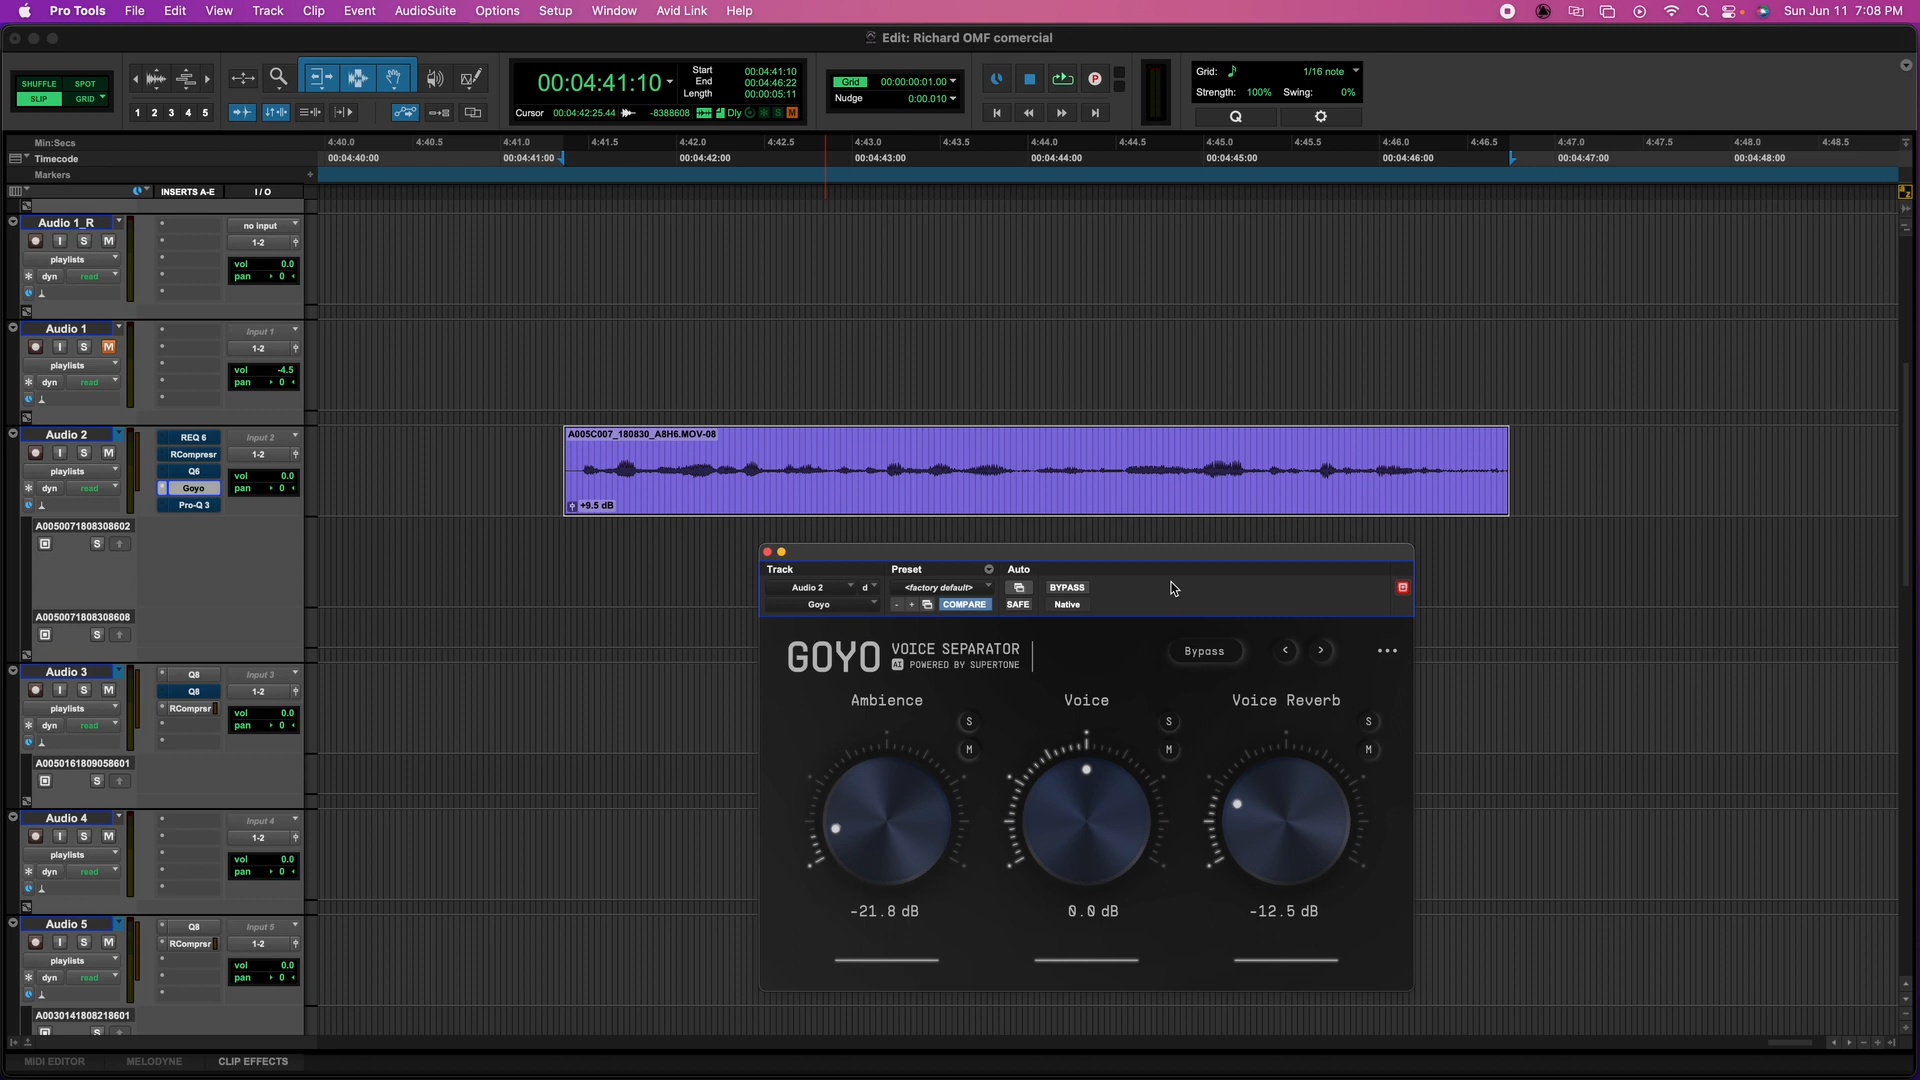 Pro Tools File Edit View Track Clip Event AudioSuite Options Setup Window Avid Link Help Sun Jun 11 7:08 PM
Edit: Richard OMF comercial
SHUFFLE SPOT
SLIP GRID
1 2 3 4 5
00:04:41:10
Start 00:04:41:10
End 00:04:46:22
Length 00:00:05:11
Cursor 00:04:42:25.44 -8388608 Dly S M
Grid 00:00:00:01.00
Nudge 0:00.010
P
Grid: 1/16 note
Strength: 100% Swing: 0%
Q
Min:Secs 4:40.0 4:40.5 4:41.0 4:41.5 4:42.0 4:42.5 4:43.0 4:43.5 4:44.0 4:44.5 4:45.0 4:45.5 4:46.0 4:46.5 4:47.0 4:47.5 4:48.0 4:48.5
Timecode 00:04:40:00 00:04:41:00 00:04:42:00 00:04:43:00 00:04:44:00 00:04:45:00 00:04:46:00 00:04:47:00 00:04:48:00
Markers
INSERTS A-E I / O
Audio 1_R no input
I S M 1-2
playlists vol 0.0
dyn read pan 0
Audio 1 Input 1
I S M 1-2
playlists vol -4.5
dyn read pan 0
Audio 2 REQ 6 Input 2
I S M RCompresr 1-2
playlists Q6 vol 0.0
dyn read Goyo pan 0
Pro-Q 3
A005C007_180830_A8H6.MOV-08
+9.5 dB
A0050071808308602
S
A0050071808308608
S
Audio 3 Q8 Input 3
I S M Q8 1-2
playlists RComprsr vol 0.0
dyn read pan 0
A0050161809058601
S
Audio 4 Input 4
I S M 1-2
playlists vol 0.0
dyn read pan 0
Audio 5 Q8 Input 5
I S M RComprsr 1-2
playlists vol 0.0
dyn read pan 0
A0030141808218601
S
Track Preset Auto
Audio 2 d <factory default> BYPASS
Goyo - + COMPARE SAFE Native
GOYO VOICE SEPARATOR
AI POWERED BY SUPERTONE
Bypass < >
Ambience Voice Voice Reverb
S S S
M M M
-21.8 dB 0.0 dB -12.5 dB
MIDI EDITOR MELODYNE CLIP EFFECTS